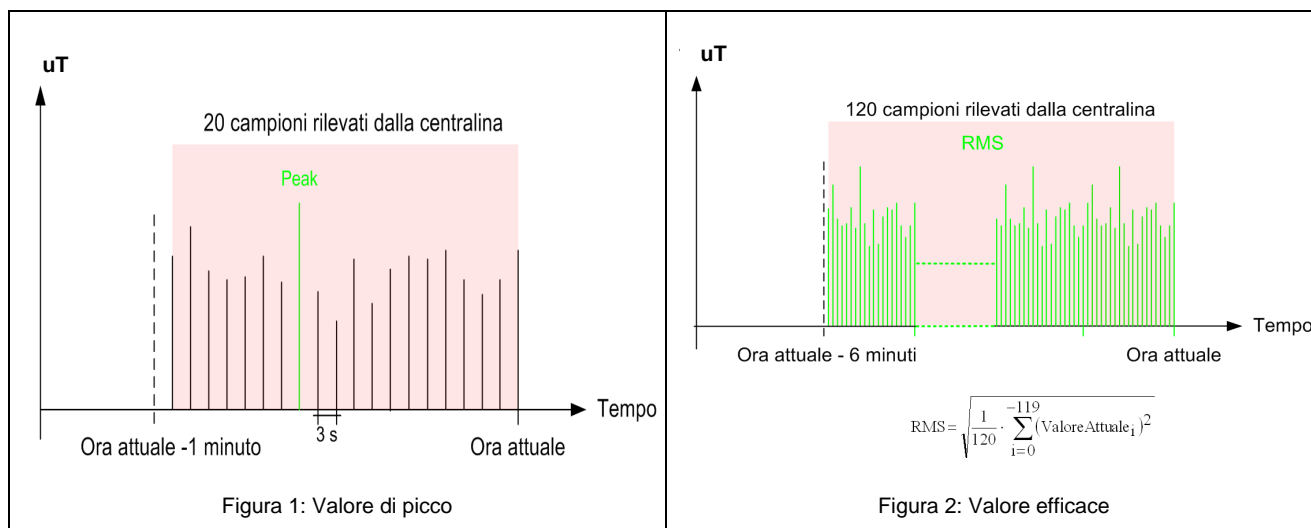 uT
20 campioni rilevati dalla centralina
Peak
3 s
Tempo
Ora attuale -1 minuto
Ora attuale
Figura 1: Valore di picco
uT
120 campioni rilevati dalla centralina
RMS
Tempo
Ora attuale - 6 minuti
Ora attuale
RMS = √(1/120 · ∑_{i=0}^{-119} (ValoreAttuale_i)^2)
Figura 2: Valore efficace